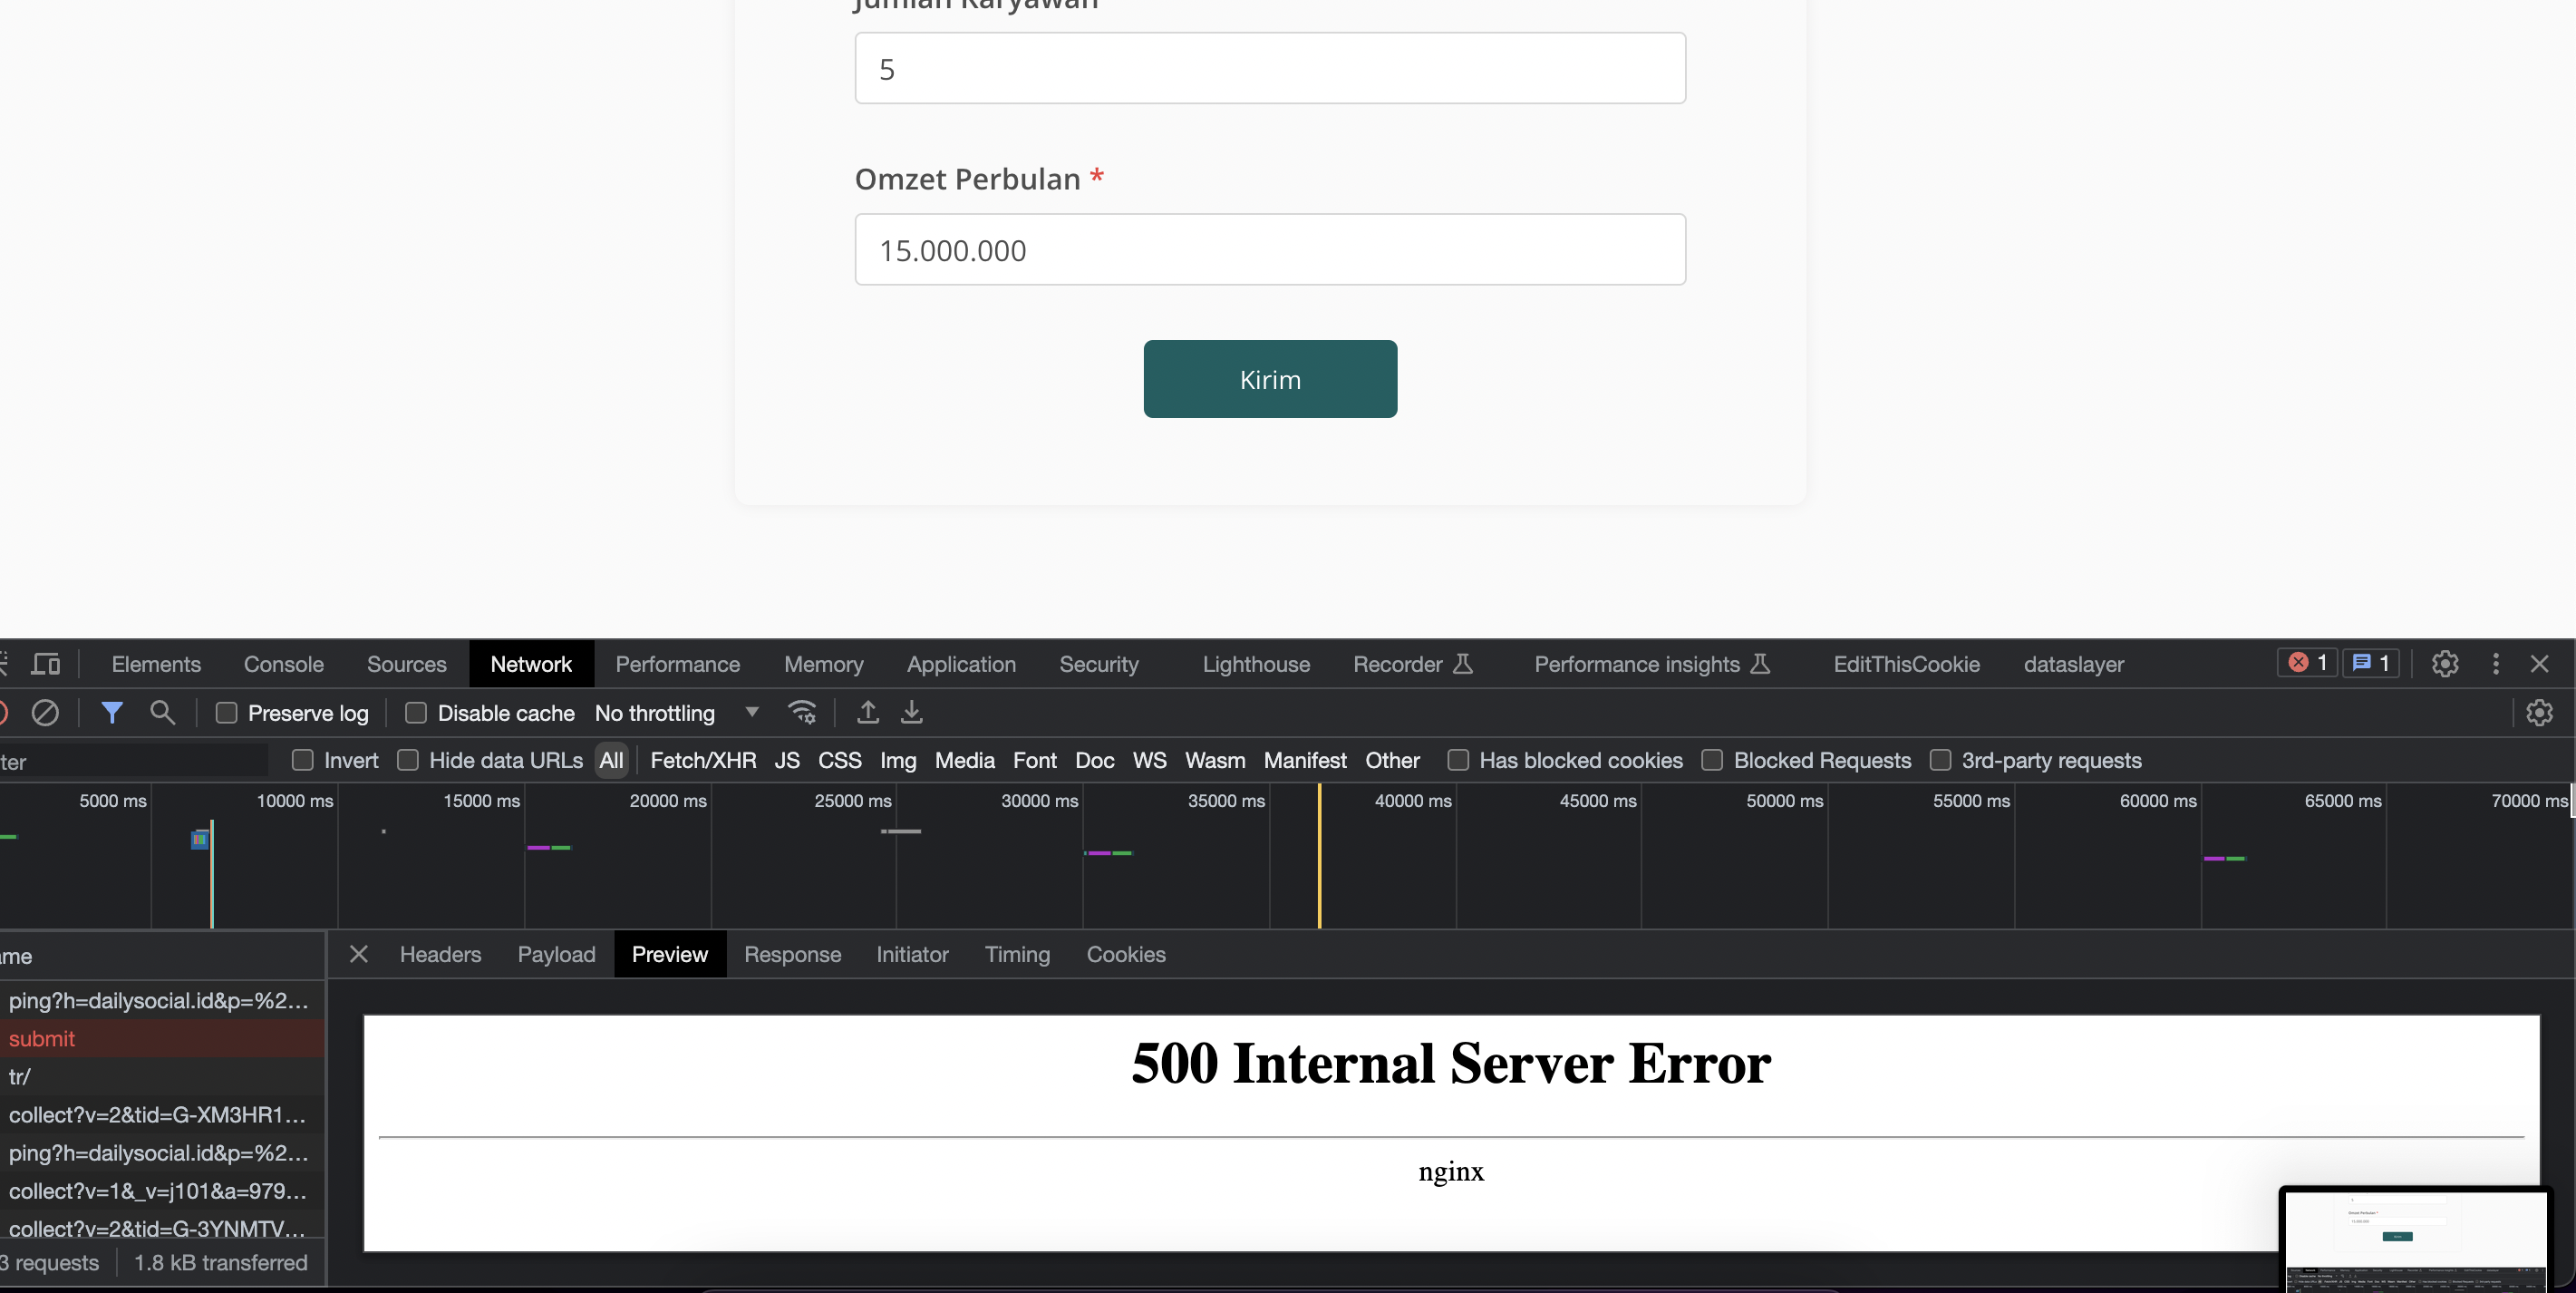 Jumlah Karyawan
5
Omzet Perbulan *
15.000.000
Kirim
Elements Console Sources Network Performance Memory Application Security Lighthouse Recorder Performance insights EditThisCookie dataslayer 1 1
Preserve log Disable cache No throttling
ter Invert Hide data URLs All Fetch/XHR JS CSS Img Media Font Doc WS Wasm Manifest Other Has blocked cookies Blocked Requests 3rd-party requests
5000 ms 10000 ms 15000 ms 20000 ms 25000 ms 30000 ms 35000 ms 40000 ms 45000 ms 50000 ms 55000 ms 60000 ms 65000 ms 70000 ms
me Headers Payload Preview Response Initiator Timing Cookies
ping?h=dailysocial.id&p=%2...
submit
tr/
collect?v=2&tid=G-XM3HR1...
ping?h=dailysocial.id&p=%2...
collect?v=1&_v=j101&a=979...
collect?v=2&tid=G-3YNMTV...
3 requests 1.8 kB transferred
500 Internal Server Error
nginx